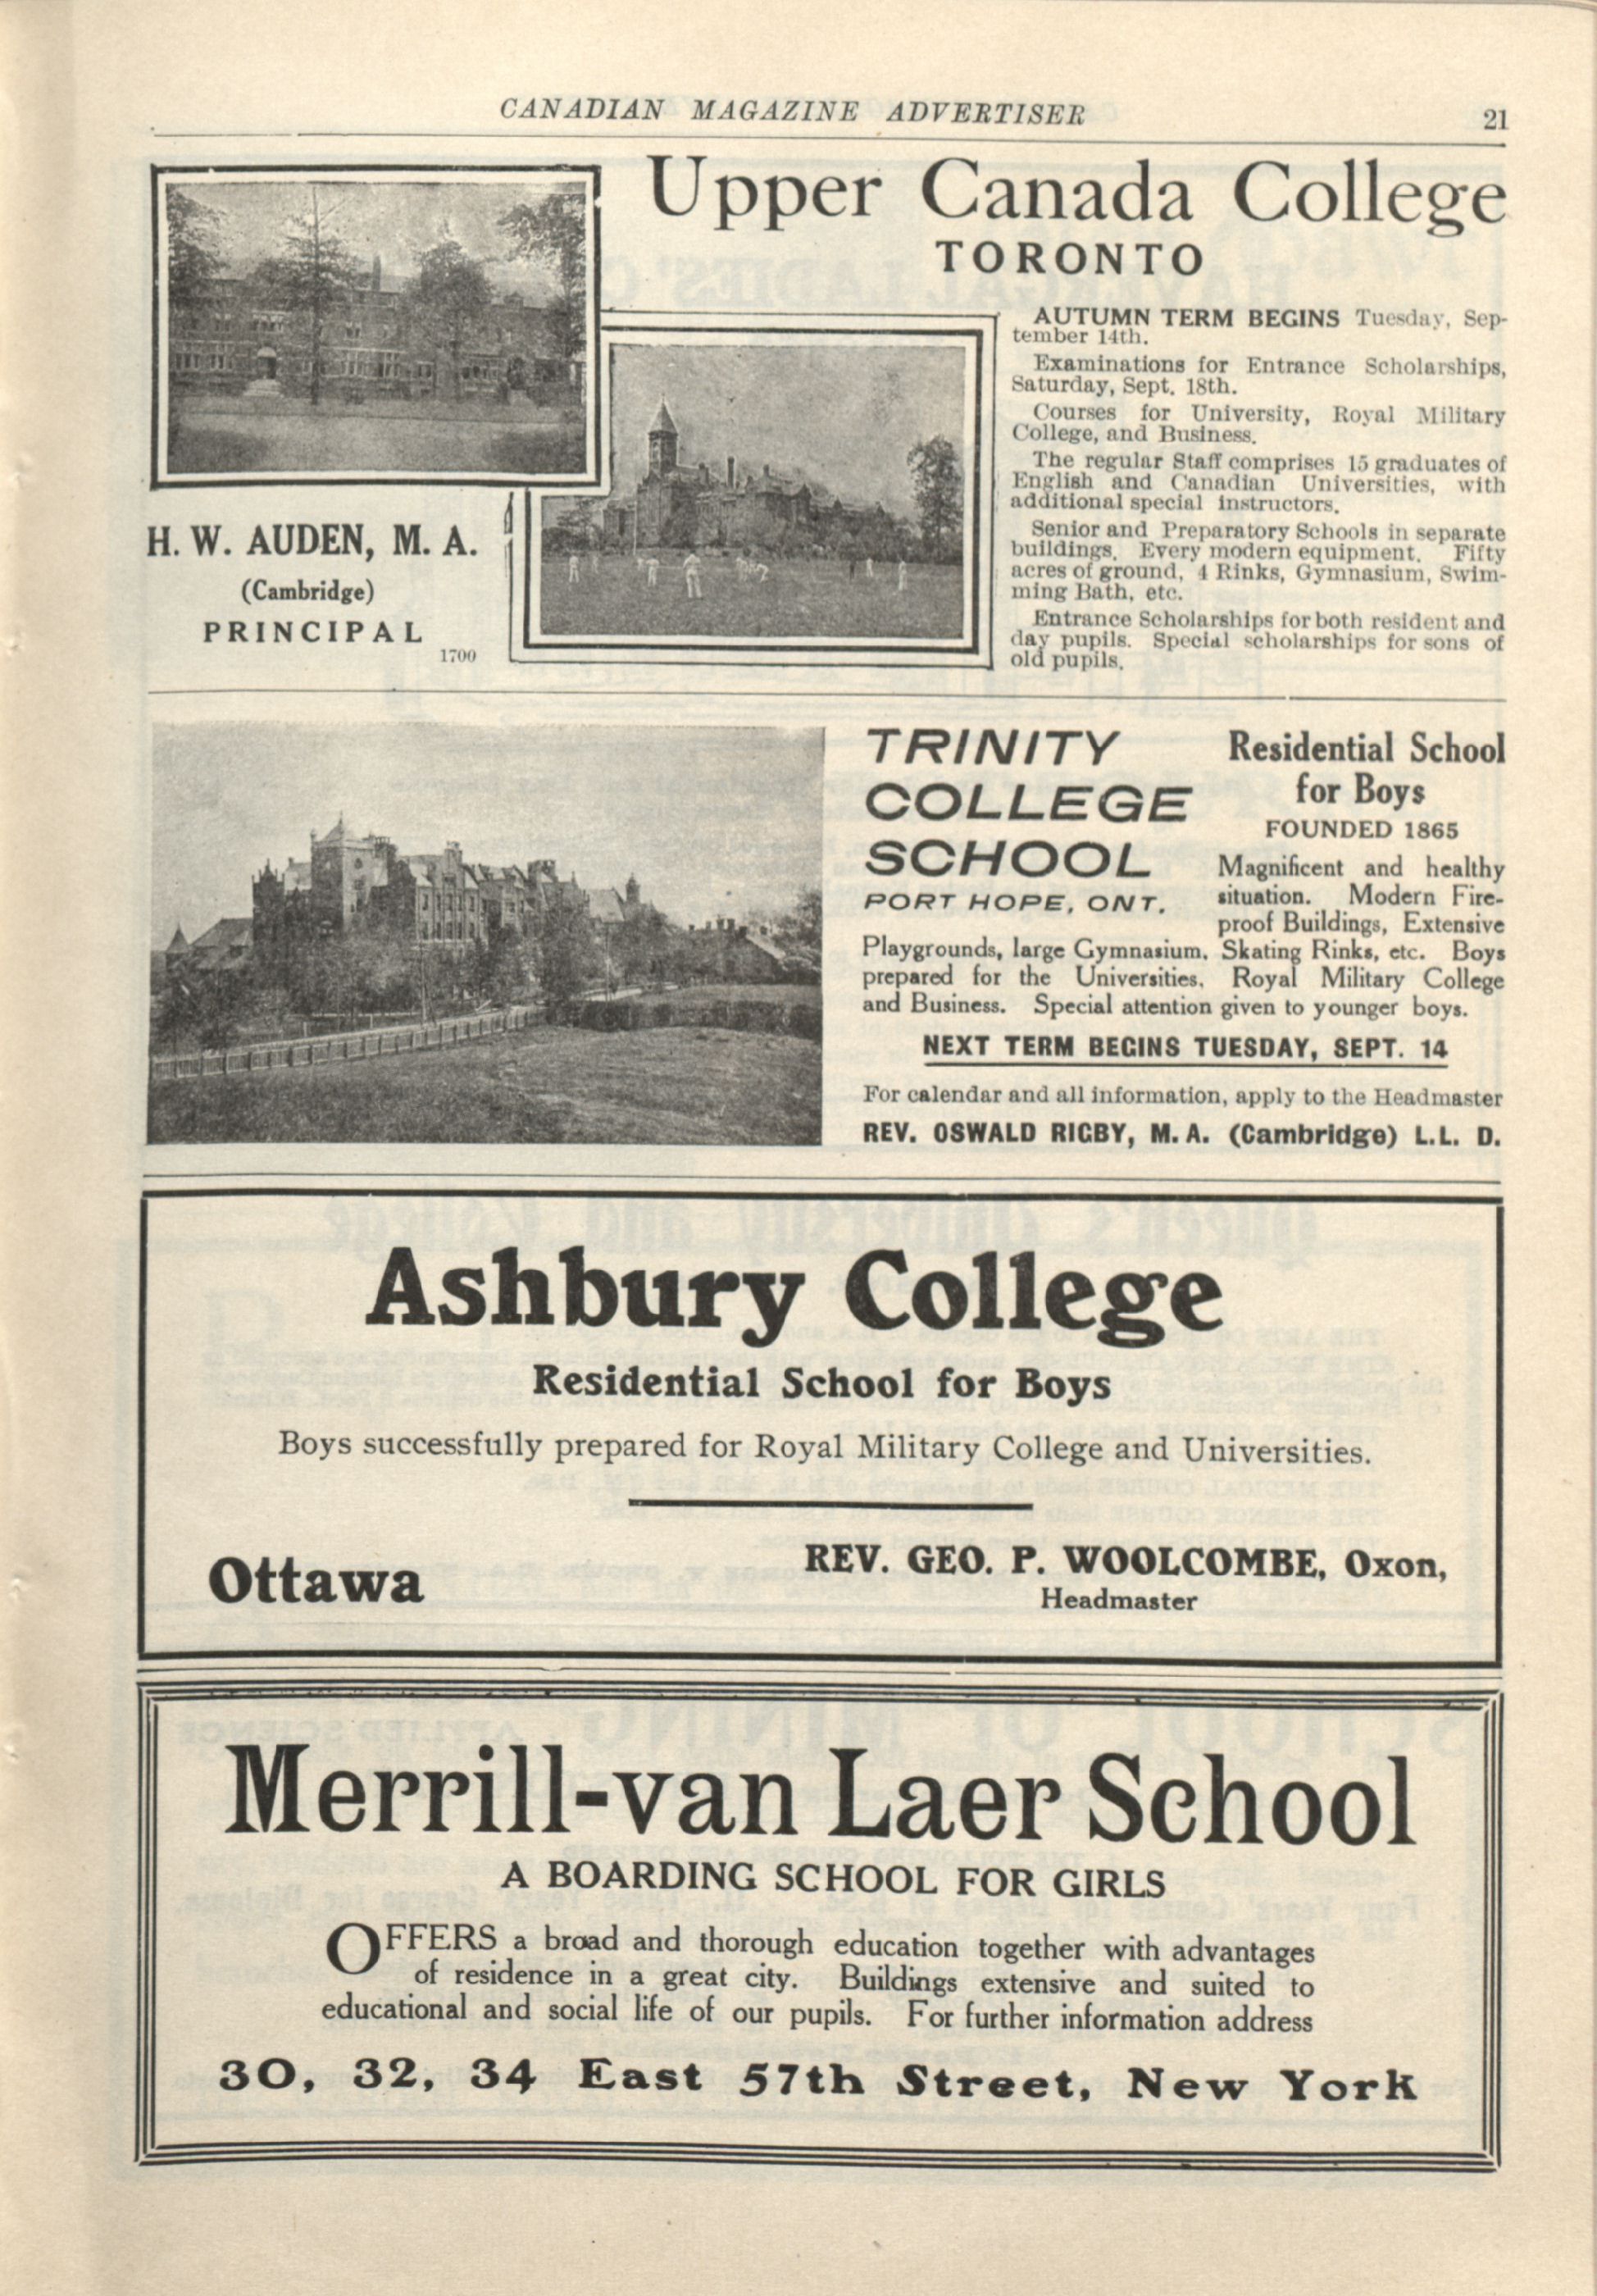 CANADIAN MAGAZINE ADVERTISER
21
Upper Canada College
TORONTO
AUTUMN TERM BEGINS Tuesday, Sep-
tember 14th.
Examinations for Entrance Scholarships,
Saturday, Sept. 18th.
Courses for University, Royal Military
College, and Business.
The regular Staff comprises 15 graduates of
English and Canadian Universities, with
additional special instructors.
Senior and Preparatory Schools in separate
buildings. Every modern equipment. Fifty
acres of ground, 4 Rinks, Gymnasium, Swim-
ming Bath, etc.
Entrance Scholarships for both resident and
day pupils. Special scholarships for sons of
old pupils.
H. W. AUDEN, M. A.
(Cambridge)
PRINCIPAL
1700
TRINITY
COLLEGE
SCHOOL
PORT HOPE, ONT.
Residential School
for Boys
FOUNDED 1865
Magnificent and healthy
situation. Modern Fire-
proof Buildings, Extensive
Playgrounds, large Gymnasium, Skating Rinks, etc. Boys
prepared for the Universities, Royal Military College
and Business. Special attention given to younger boys.
NEXT TERM BEGINS TUESDAY, SEPT. 14
For calendar and all information, apply to the Headmaster
REV. OSWALD RIGBY, M. A. (Cambridge) L.L. D.
Ashbury College
Residential School for Boys
Boys successfully prepared for Royal Military College and Universities.
Ottawa
REV. GEO. P. WOOLCOMBE, Oxon,
Headmaster
Merrill-van Laer School
A BOARDING SCHOOL FOR GIRLS
OFFERS a broad and thorough education together with advantages
of residence in a great city. Buildings extensive and suited to
educational and social life of our pupils. For further information address
30, 32, 34 East 57th Street, New York